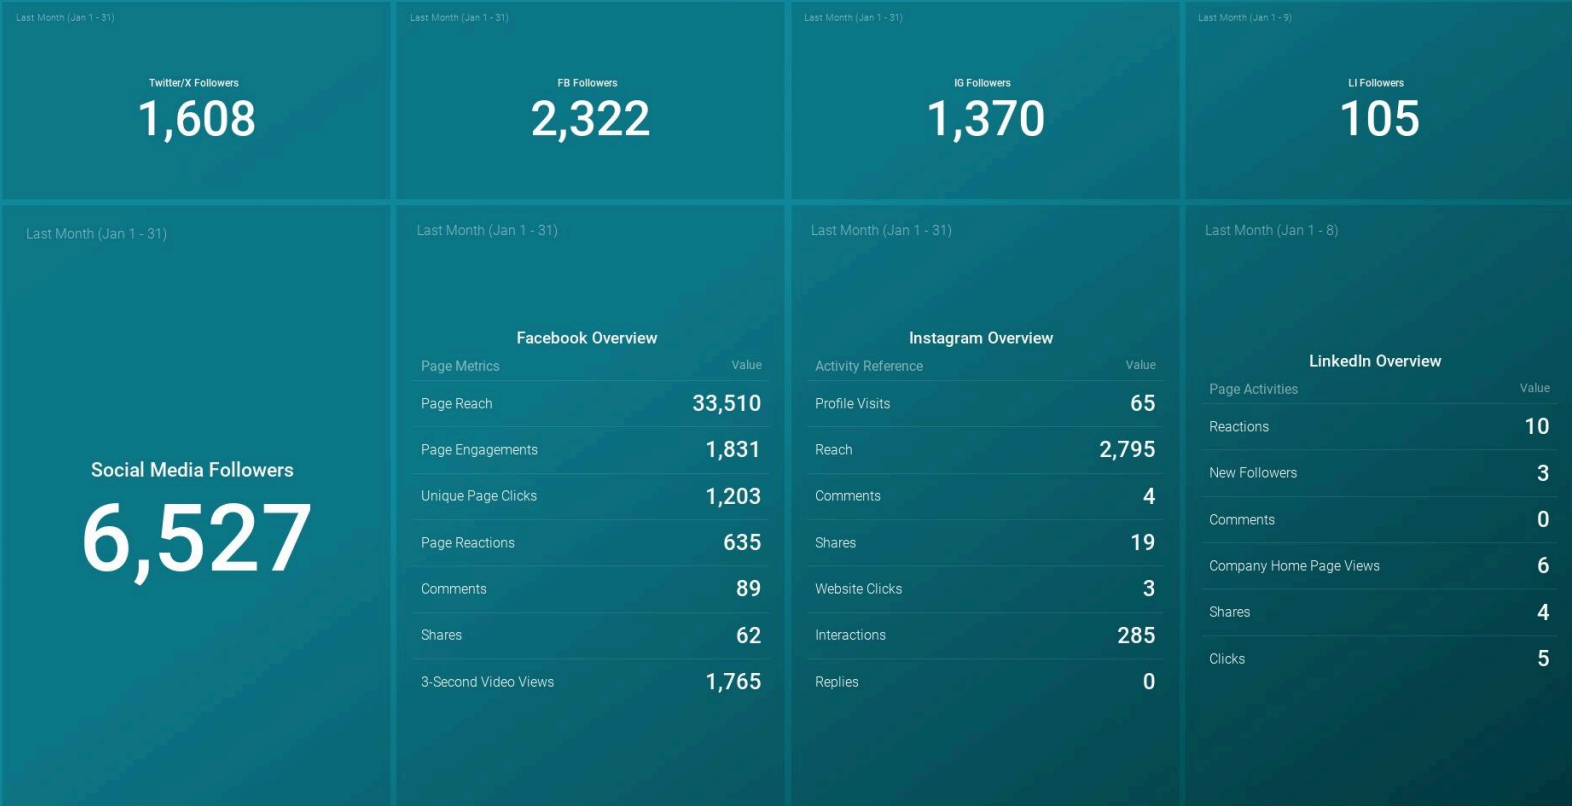 Last Month (Jan 1 - 31)
Twitter/X Followers
1,608
Last Month (Jan 1 - 31)
FB Followers
2,322
Last Month (Jan 1 - 31)
IG Followers
1,370
Last Month (Jan 1 - 9)
LI Followers
105
Last Month (Jan 1 - 31)
Social Media Followers
6,527
Last Month (Jan 1 - 31)
Facebook Overview
Page Metrics Value
Page Reach 33,510
Page Engagements 1,831
Unique Page Clicks 1,203
Page Reactions 635
Comments 89
Shares 62
3-Second Video Views 1,765
Last Month (Jan 1 - 31)
Instagram Overview
Activity Reference Value
Profile Visits 65
Reach 2,795
Comments 4
Shares 19
Website Clicks 3
Interactions 285
Replies 0
Last Month (Jan 1 - 8)
LinkedIn Overview
Page Activities Value
Reactions 10
New Followers 3
Comments 0
Company Home Page Views 6
Shares 4
Clicks 5